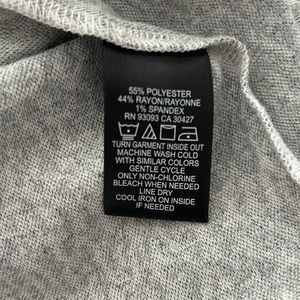 55% POLYESTER
44% RAYON/RAYONNE
1% SPANDEX
RN 93093 CA 30427
TURN GARMENT INSIDE OUT
MACHINE WASH COLD
WITH SIMILAR COLORS
GENTLE CYCLE
ONLY NON-CHLORINE
BLEACH WHEN NEEDED
LINE DRY
COOL IRON ON INSIDE
IF NEEDED